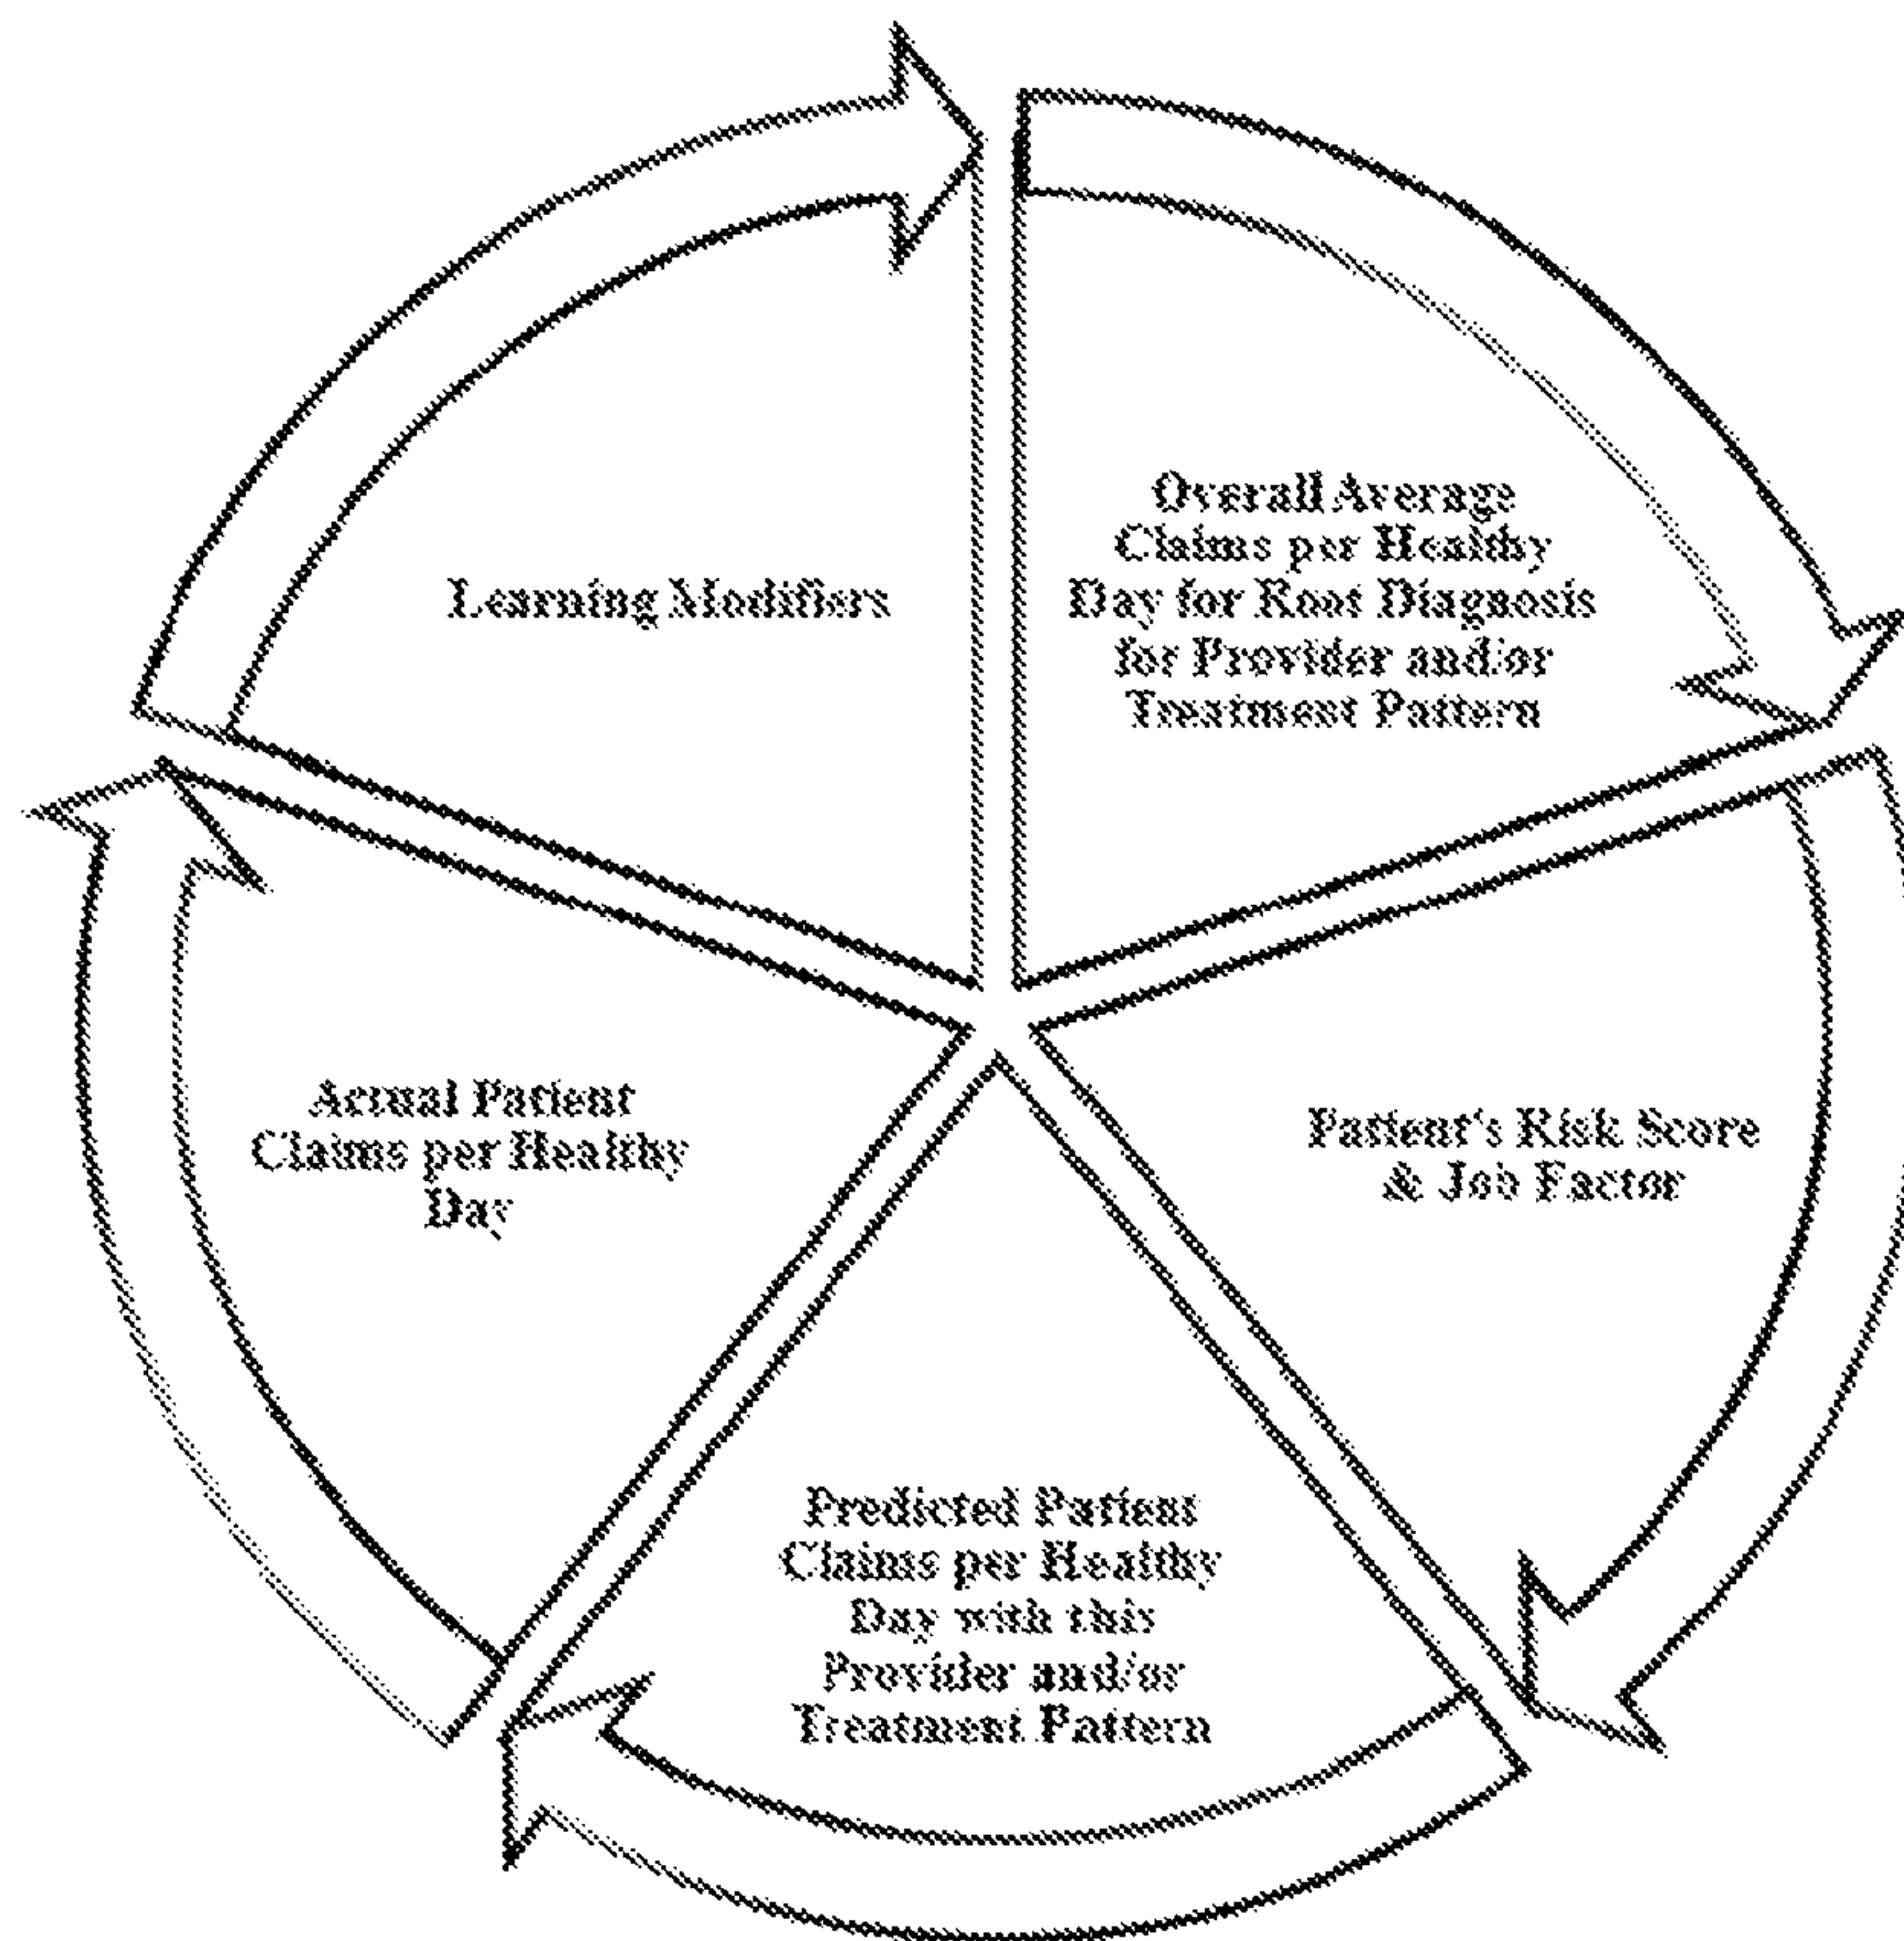 Overall Average
Claims per Healthy
Day for Root Diagnosis
for Provider and/or
Treatment Pattern
Patient's Risk Score
& Job Factor
Predicted Patient
Claims per Healthy
Day with this
Provider and/or
Treatment Pattern
Actual Patient
Claims per Healthy
Day
Learning Modifiers